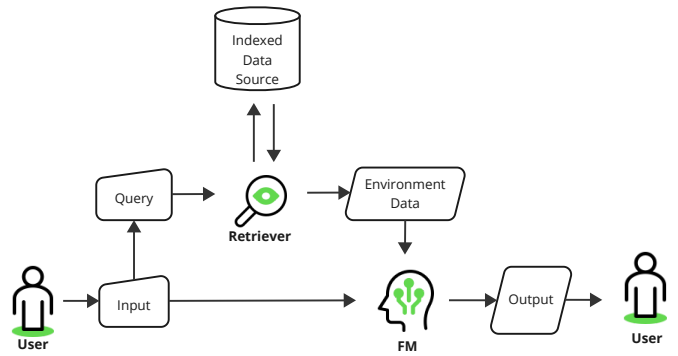 Indexed
Data
Source
Query
Retriever
Environment
Data
User
Input
FM
Output
User